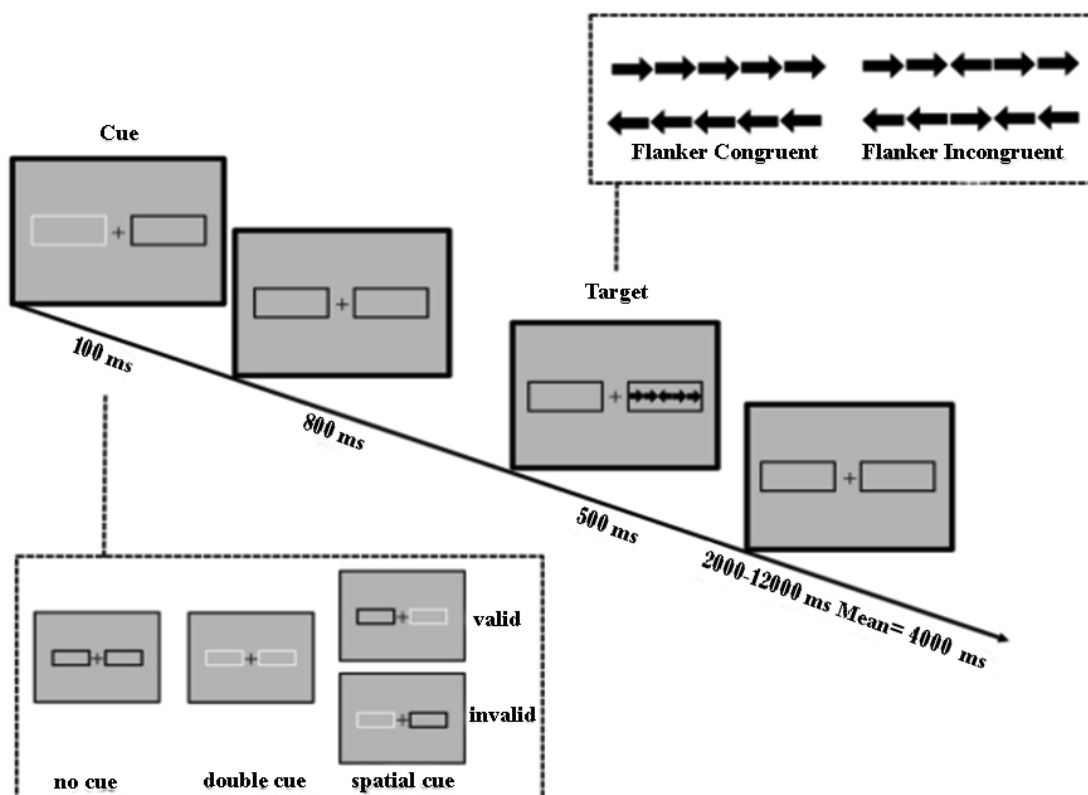 Flanker Congruent Flanker Incongruent
Cue
Target
100 ms
800 ms
500 ms
2000-12000 ms Mean= 4000 ms
valid
invalid
no cue double cue spatial cue